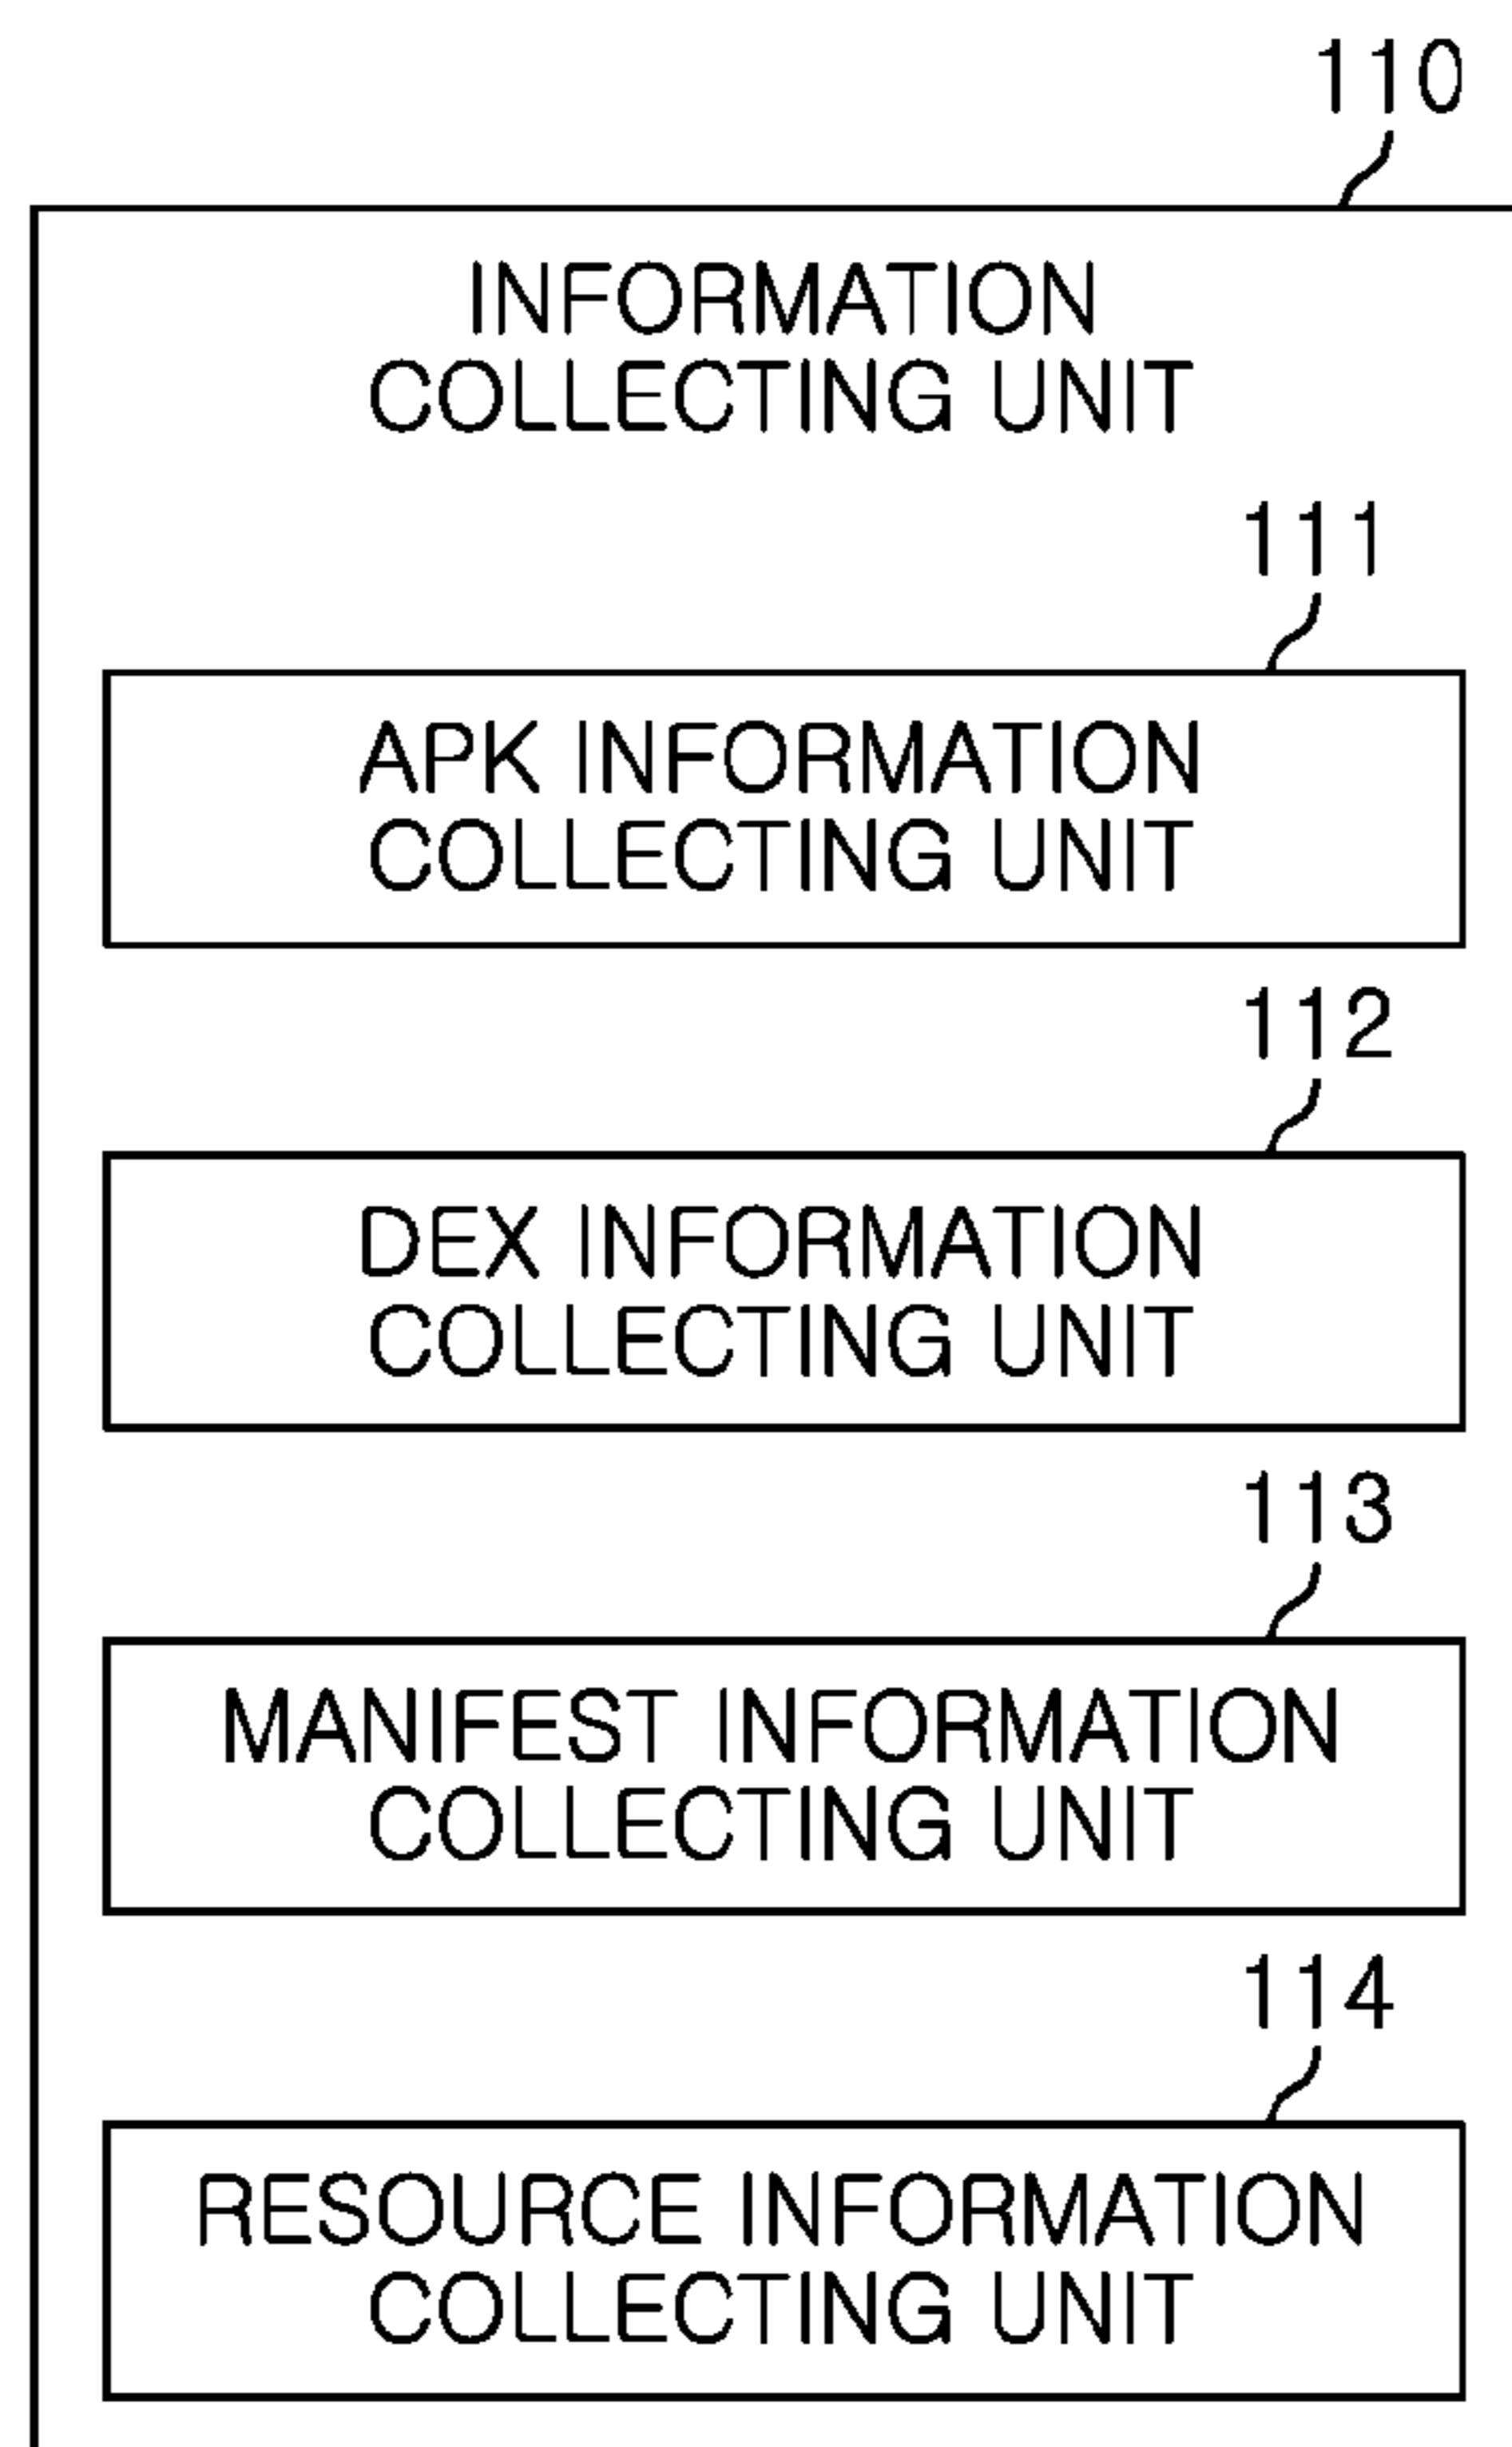 110
INFORMATION
COLLECTING UNIT
111
APK INFORMATION
COLLECTING UNIT
112
DEX INFORMATION
COLLECTING UNIT
113
MANIFEST INFORMATION
COLLECTING UNIT
114
RESOURCE INFORMATION
COLLECTING UNIT